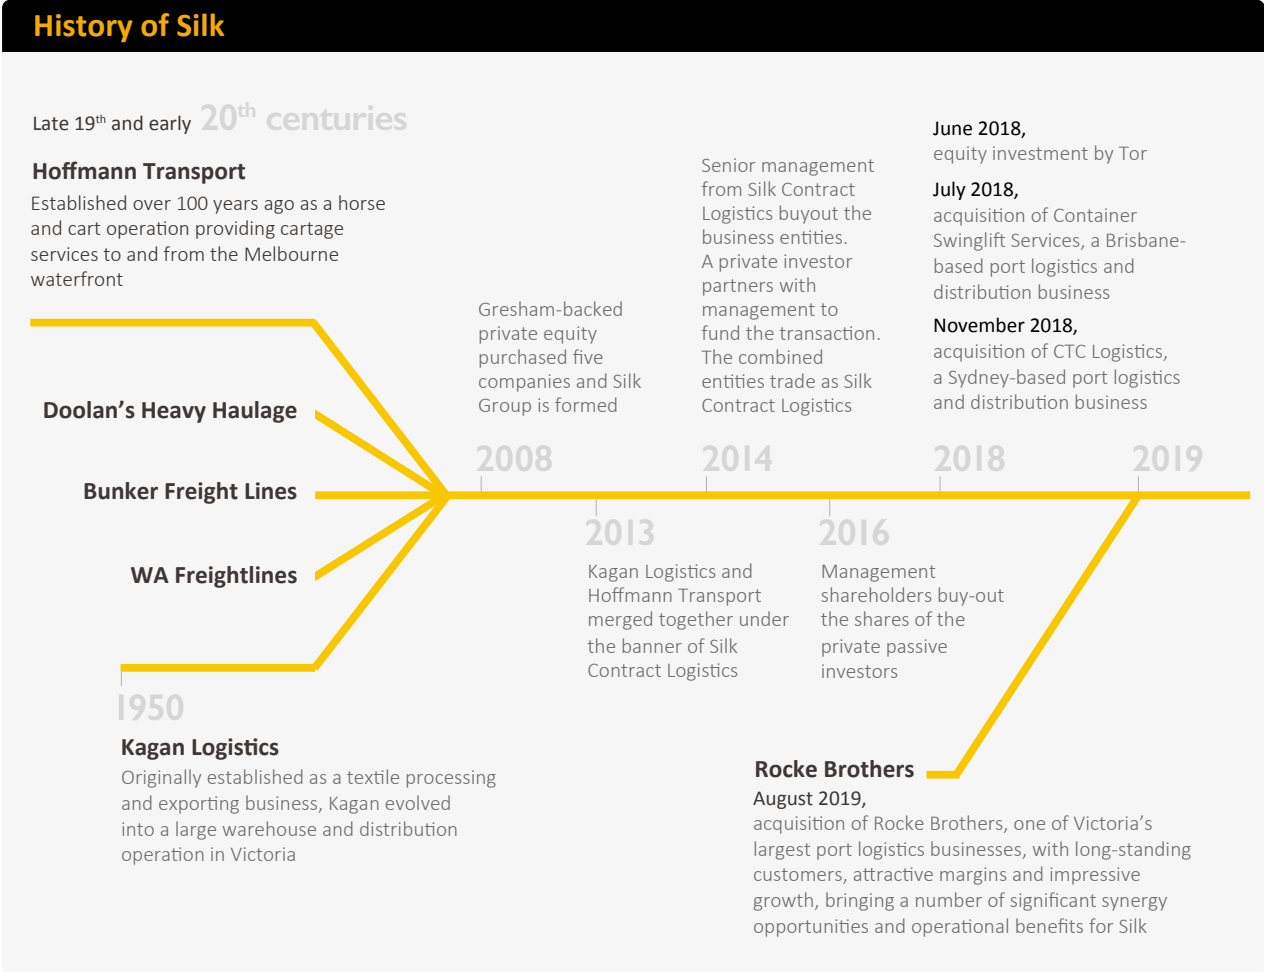 History of Silk
Late 19th and early 20th centuries
Hoffmann Transport
Established over 100 years ago as a horse
and cart operation providing cartage
services to and from the Melbourne
waterfront
Doolan's Heavy Haulage
Bunker Freight Lines
WA Freightlines
1950
Kagan Logistics
Originally established as a textile processing
and exporting business, Kagan evolved
into a large warehouse and distribution
operation in Victoria
Gresham-backed
private equity
purchased five
companies and Silk
Group is formed
2008
2013
Kagan Logistics and
Hoffmann Transport
merged together under
the banner of Silk
Contract Logistics
Senior management
from Silk Contract
Logistics buyout the
business entities.
A private investor
partners with
management to
fund the transaction.
The combined
entities trade as Silk
Contract Logistics
2014
2016
Management
shareholders buy-out
the shares of the
private passive
investors
June 2018,
equity investment by Tor
July 2018,
acquisition of Container
Swinglift Services, a Brisbane-
based port logistics and
distribution business
November 2018,
acquisition of CTC Logistics,
a Sydney-based port logistics
and distribution business
2018
2019
Rocke Brothers
August 2019,
acquisition of Rocke Brothers, one of Victoria's
largest port logistics businesses, with long-standing
customers, attractive margins and impressive
growth, bringing a number of significant synergy
opportunities and operational benefits for Silk